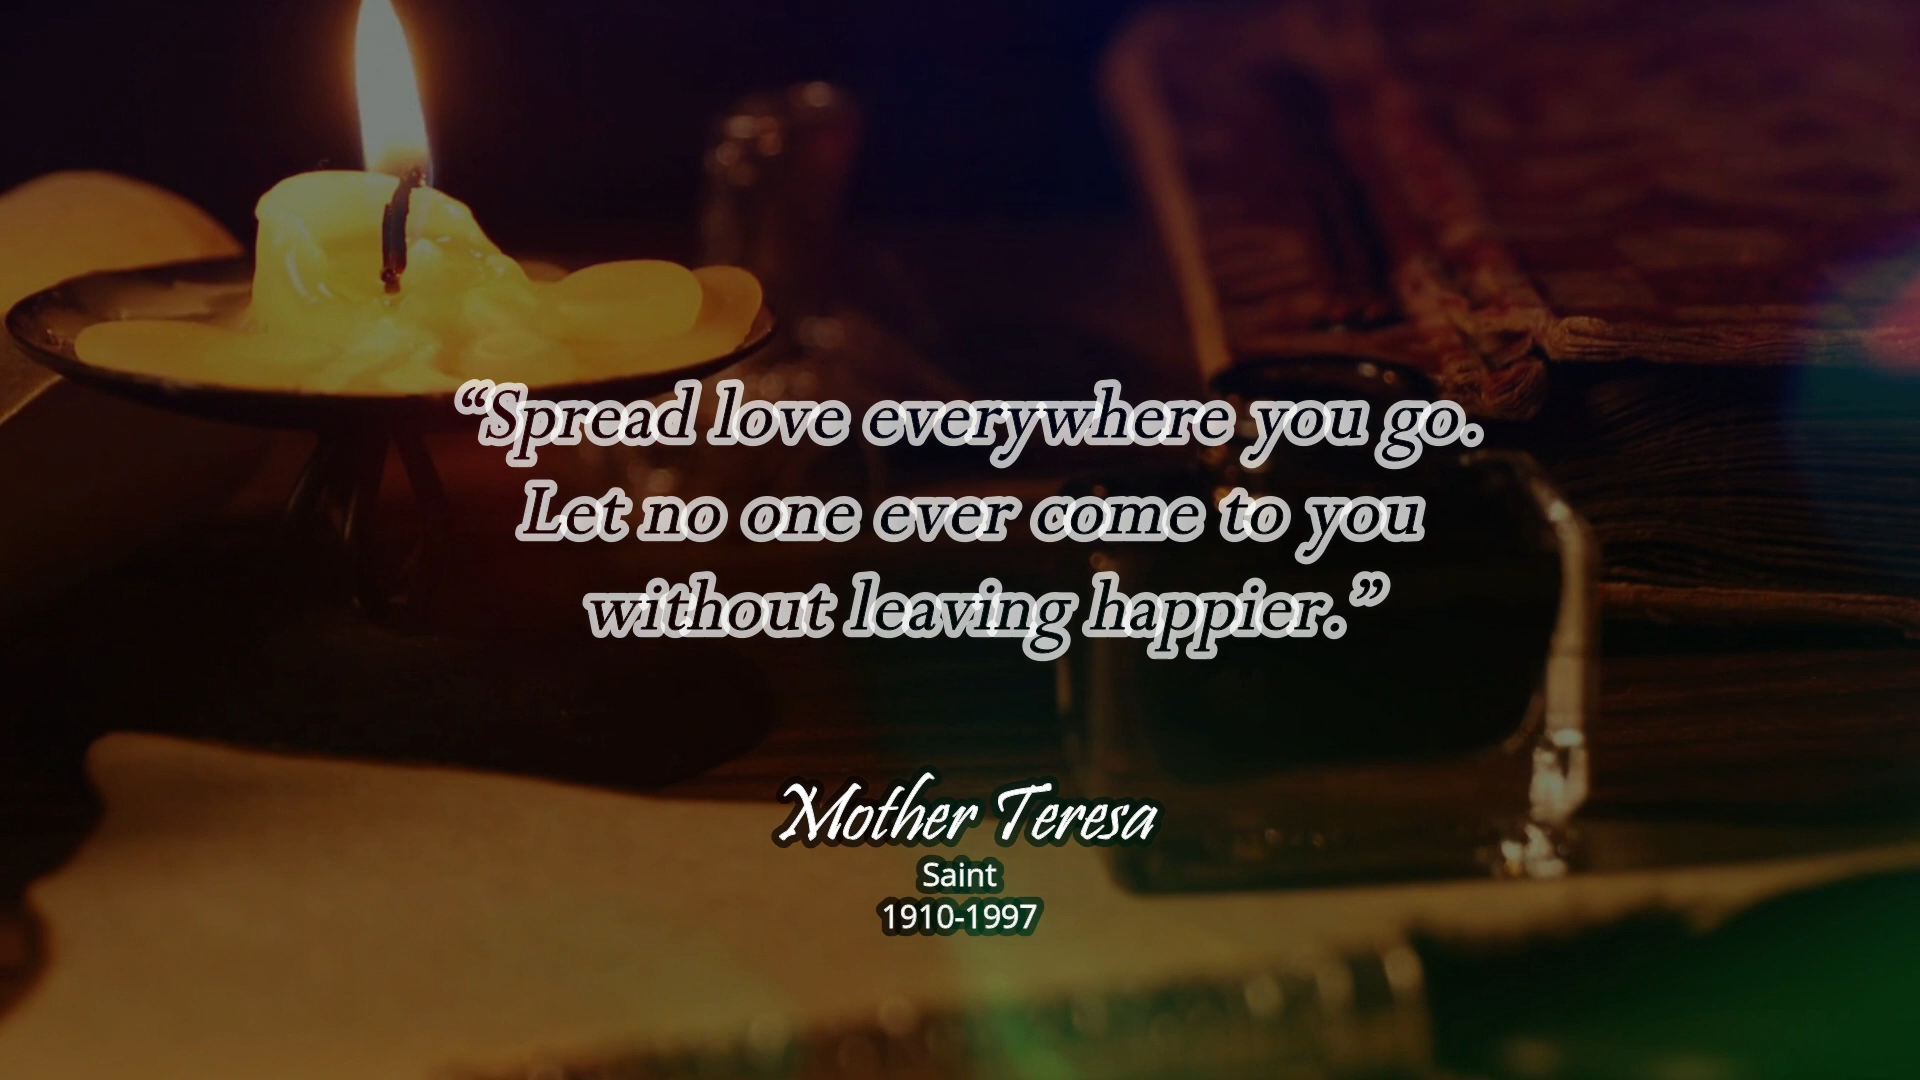 “Spread love everywhere you go.
Let no one ever come to you
without leaving happier.”
Mother Teresa
Saint
1910-1997